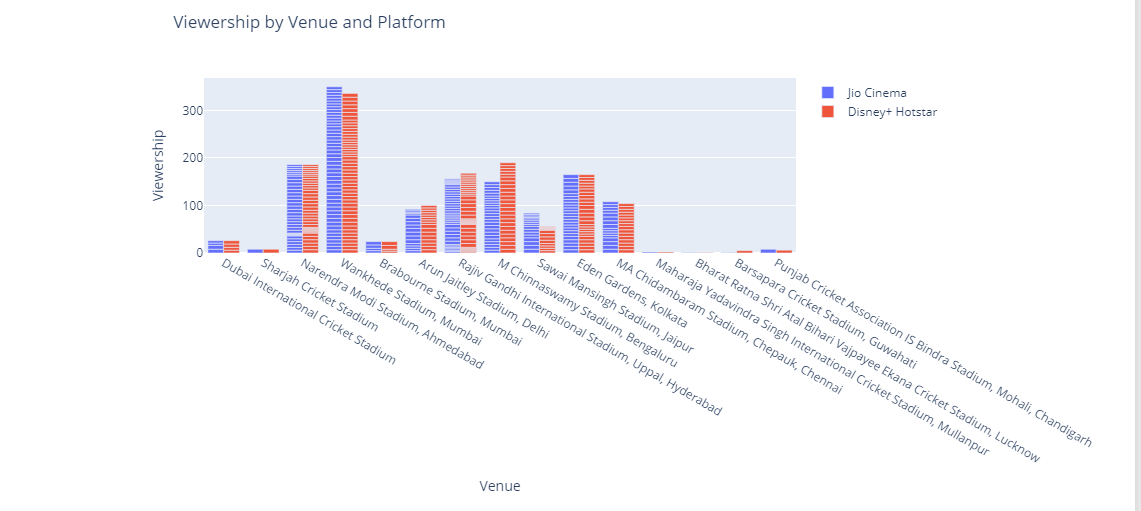 Viewership by Venue and Platform
Jio Cinema
Disney+ Hotstar
Viewership
300
200
100
0
Dubai International Cricket Stadium
Sharjah Cricket Stadium
Narendra Modi Stadium, Ahmedabad
Wankhede Stadium, Mumbai
Brabourne Stadium, Mumbai
Arun Jaitley Stadium, Delhi
Rajiv Gandhi International Stadium, Uppal, Hyderabad
M Chinnaswamy Stadium, Bengaluru
Sawai Mansingh Stadium, Jaipur
Eden Gardens, Kolkata
MA Chidambaram Stadium, Chepauk, Chennai
Maharaja Yadavindra Singh International Cricket Stadium, Mullanpur
Bharat Ratna Shri Atal Bihari Vajpayee Ekana Cricket Stadium, Lucknow
Barsapara Cricket Stadium, Guwahati
Punjab Cricket Association IS Bindra Stadium, Mohali, Chandigarh
Venue